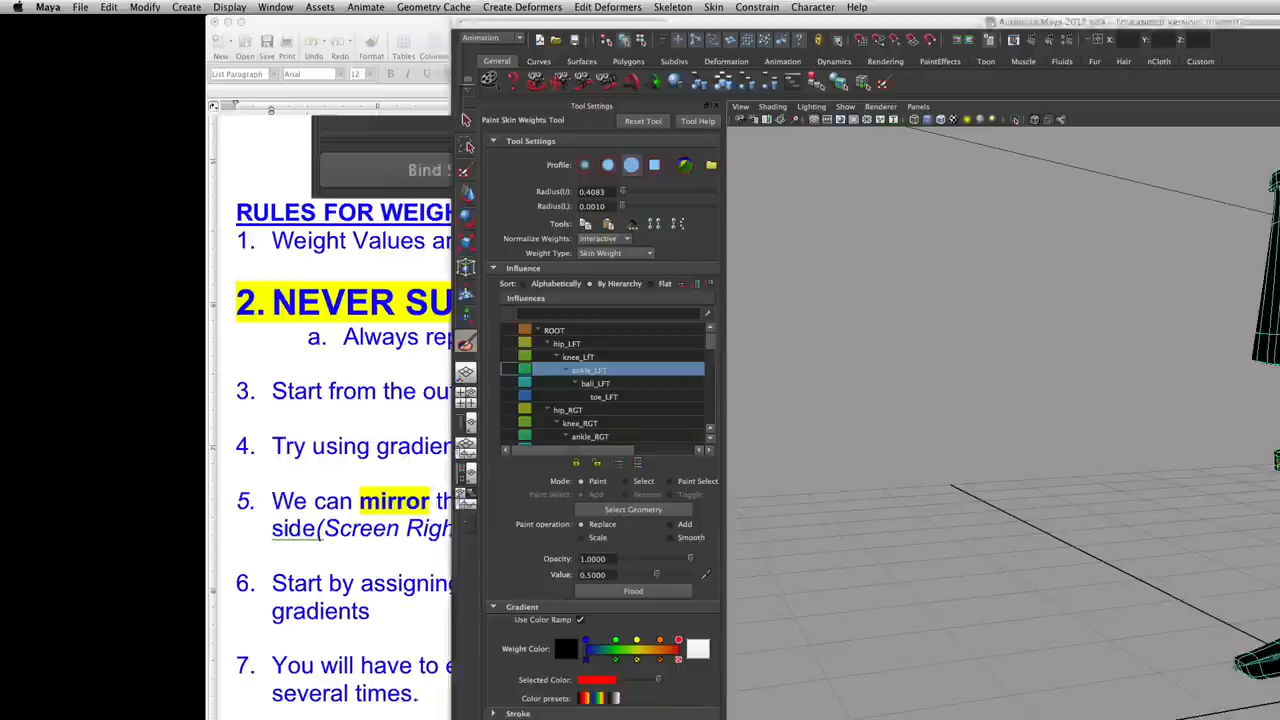 Maya File Edit Modify Create Display Window Assets Animate Geometry Cache Create Deformers Edit Deformers Skeleton Skin Constrain Character Help
Animation X: Y: Z:
New Open Save Print Undo Redo Format Tables
General Curves Surfaces Polygons Subdivs Deformation Animation Dynamics Rendering PaintEffects Toon Muscle Fluids Fur Hair nCloth Custom
List Paragraph Arial 12 B I U
Tool Settings
View Shading Lighting Show Renderer Panels
Paint Skin Weights Tool Reset Tool Tool Help
Tool Settings
Profile:
Radius(U): 0.4083
Radius(L): 0.0010
Tools:
Normalize Weights: Interactive
Weight Type: Skin Weight
Influence
Sort: Alphabetically By Hierarchy Flat
Influences
ROOT
hip_LFT
knee_LfT
ankle_LFT
ball_LFT
toe_LFT
hip_RGT
knee_RGT
ankle_RGT
Mode: Paint Select Paint Select
Paint Select: Add Remove Toggle
Select Geometry
Paint operation: Replace Add
Scale Smooth
Opacity: 1.0000
Value: 0.5000
Flood
Gradient
Use Color Ramp
Weight Color:
Selected Color:
Color presets:
Stroke
Bind S
RULES FOR WEIGH
1. Weight Values a
2. NEVER SU
a. Always rep
3. Start from the ou
4. Try using gradien
5. We can mirror th
side(Screen Righ
6. Start by assigning
gradients
7. You will have to e
several times.